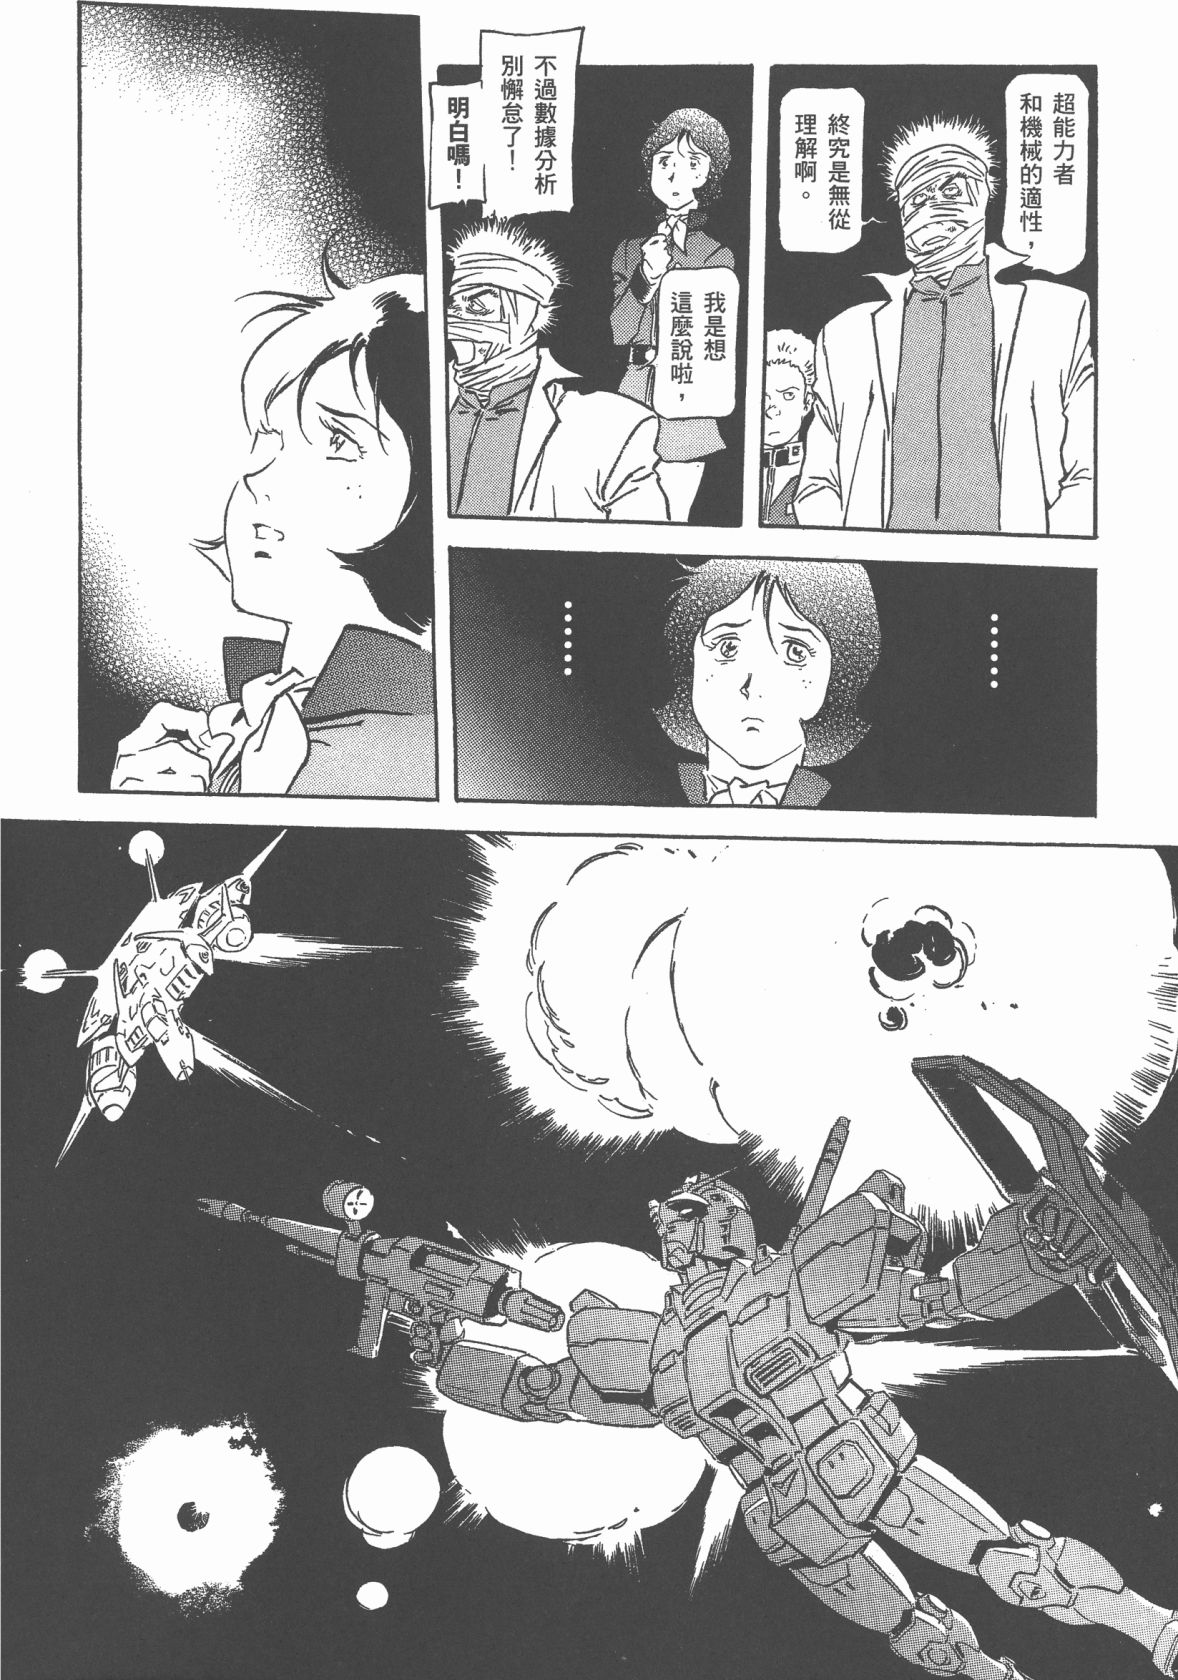 超能力者
和機械的適性，
終究是無從
理解啊。
我是想
這麼說啦，
不過數據分析
別懈怠了！
明白嗎！
……
……